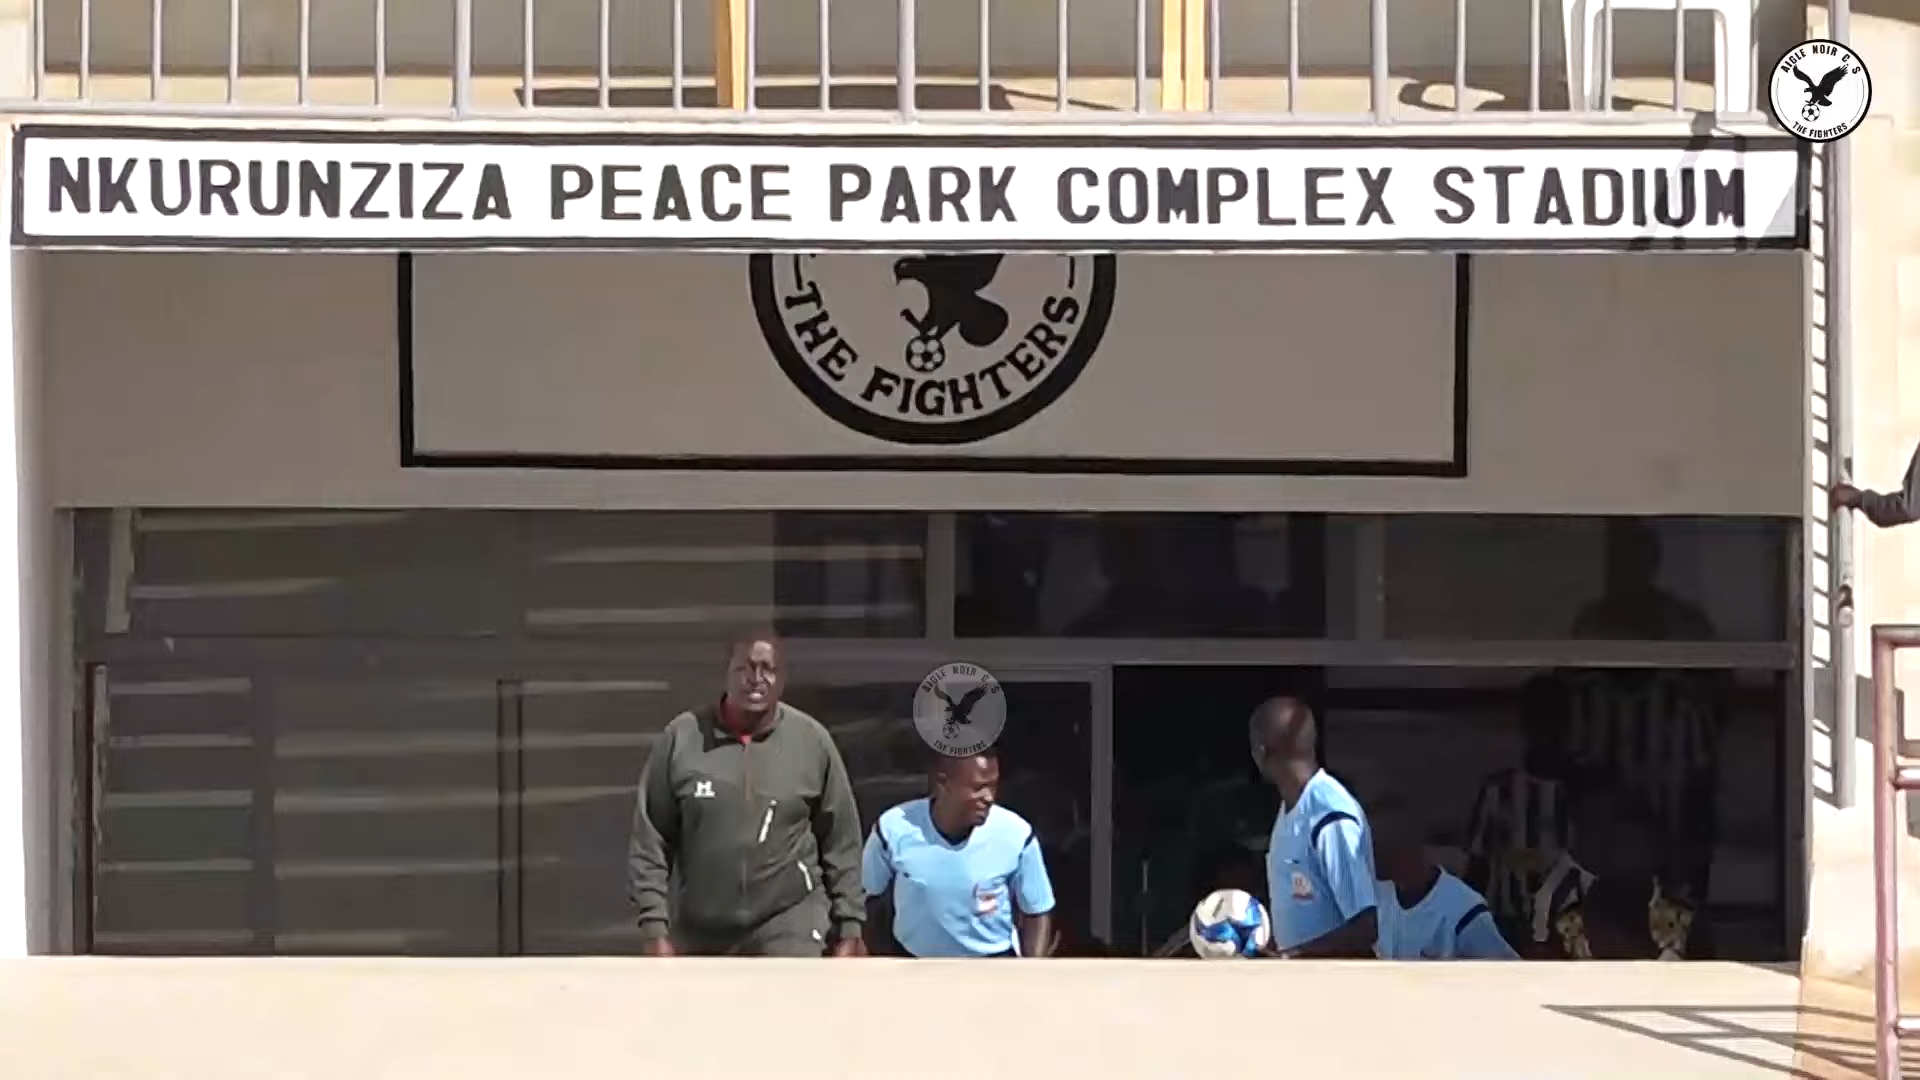 AIGLE NOIR C S
THE FIGHTERS
NKURUNZIZA PEACE PARK COMPLEX STADIUM
THE FIGHTERS
AIGLE NOIR C S
THE FIGHTERS